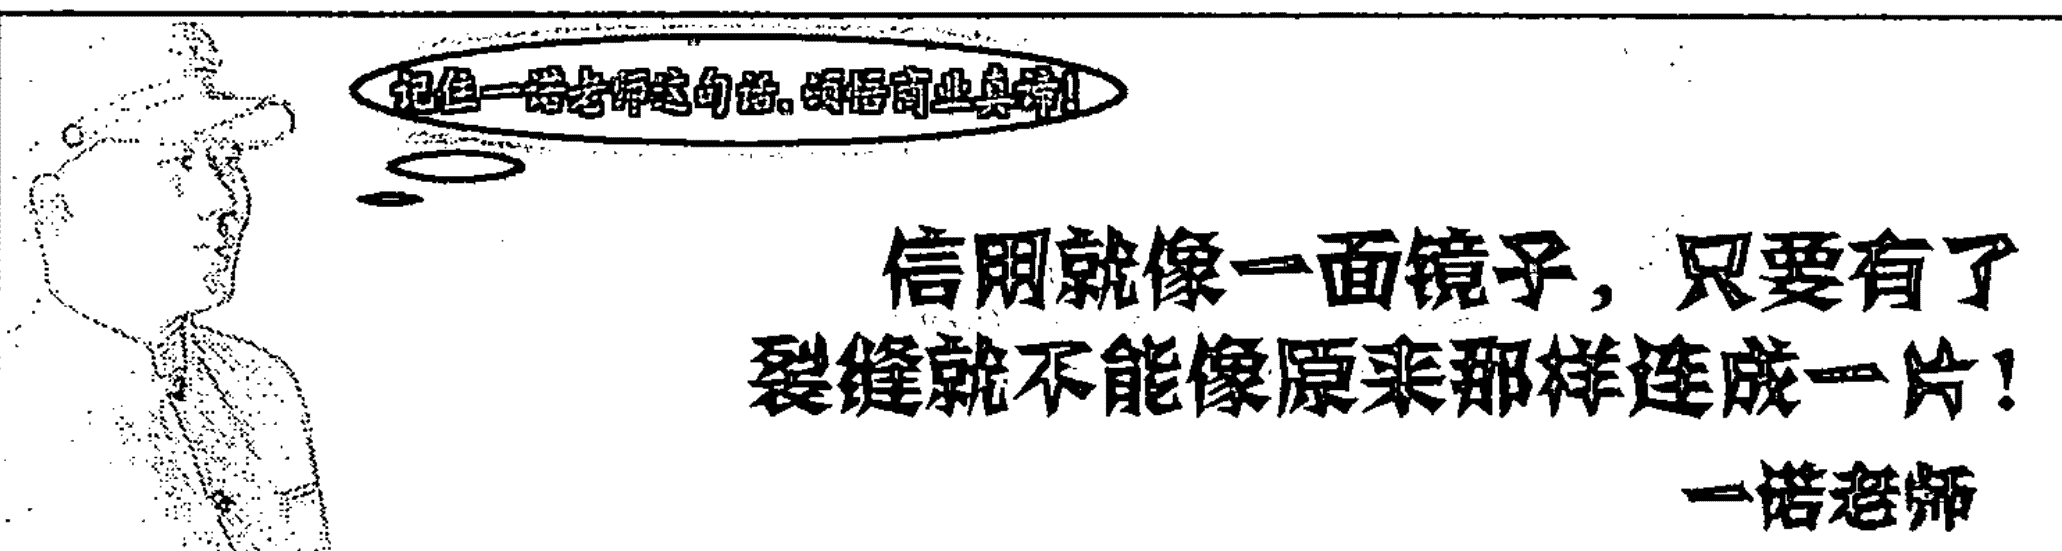 记住一诺老师这句话,领悟商业真谛!
信用就像一面镜子，只要有了
裂缝就不能像原来那样连成一片！
一诺老师